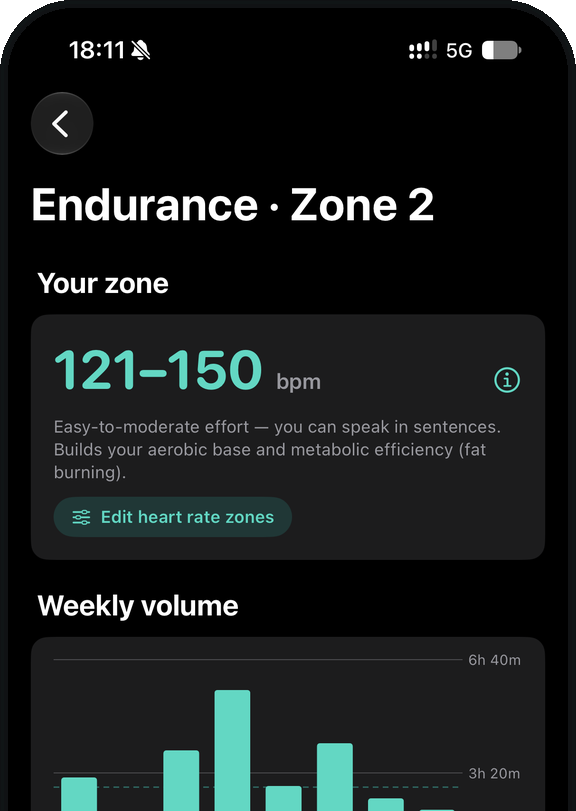 18:11 5G
Endurance · Zone 2
Your zone
121–150 bpm
Easy-to-moderate effort — you can speak in sentences.
Builds your aerobic base and metabolic efficiency (fat
burning).
Edit heart rate zones
Weekly volume
6h 40m
3h 20m